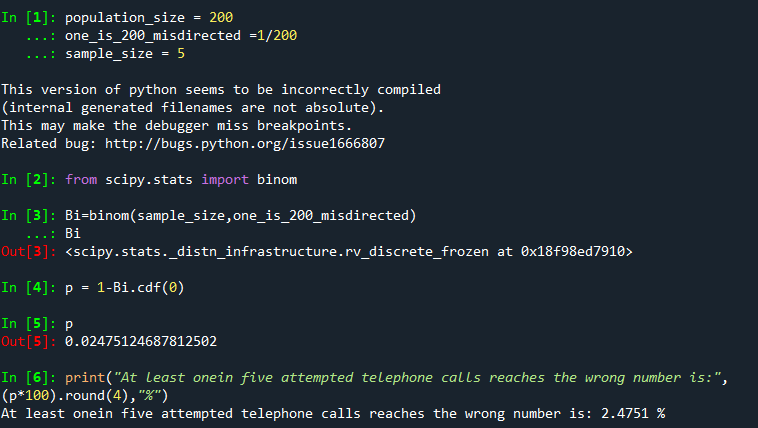 In [1]: population_size = 200
...: one_is_200_misdirected =1/200
...: sample_size = 5
This version of python seems to be incorrectly compiled
(internal generated filenames are not absolute).
This may make the debugger miss breakpoints.
Related bug: http://bugs.python.org/issue1666807
In [2]: from scipy.stats import binom
In [3]: Bi=binom(sample_size,one_is_200_misdirected)
...: Bi
Out[3]: <scipy.stats._distn_infrastructure.rv_discrete_frozen at 0x18f98ed7910>
In [4]: p = 1-Bi.cdf(0)
In [5]: p
Out[5]: 0.02475124687812502
In [6]: print("At least onein five attempted telephone calls reaches the wrong number is:",
(p*100).round(4),"%")
At least onein five attempted telephone calls reaches the wrong number is: 2.4751 %